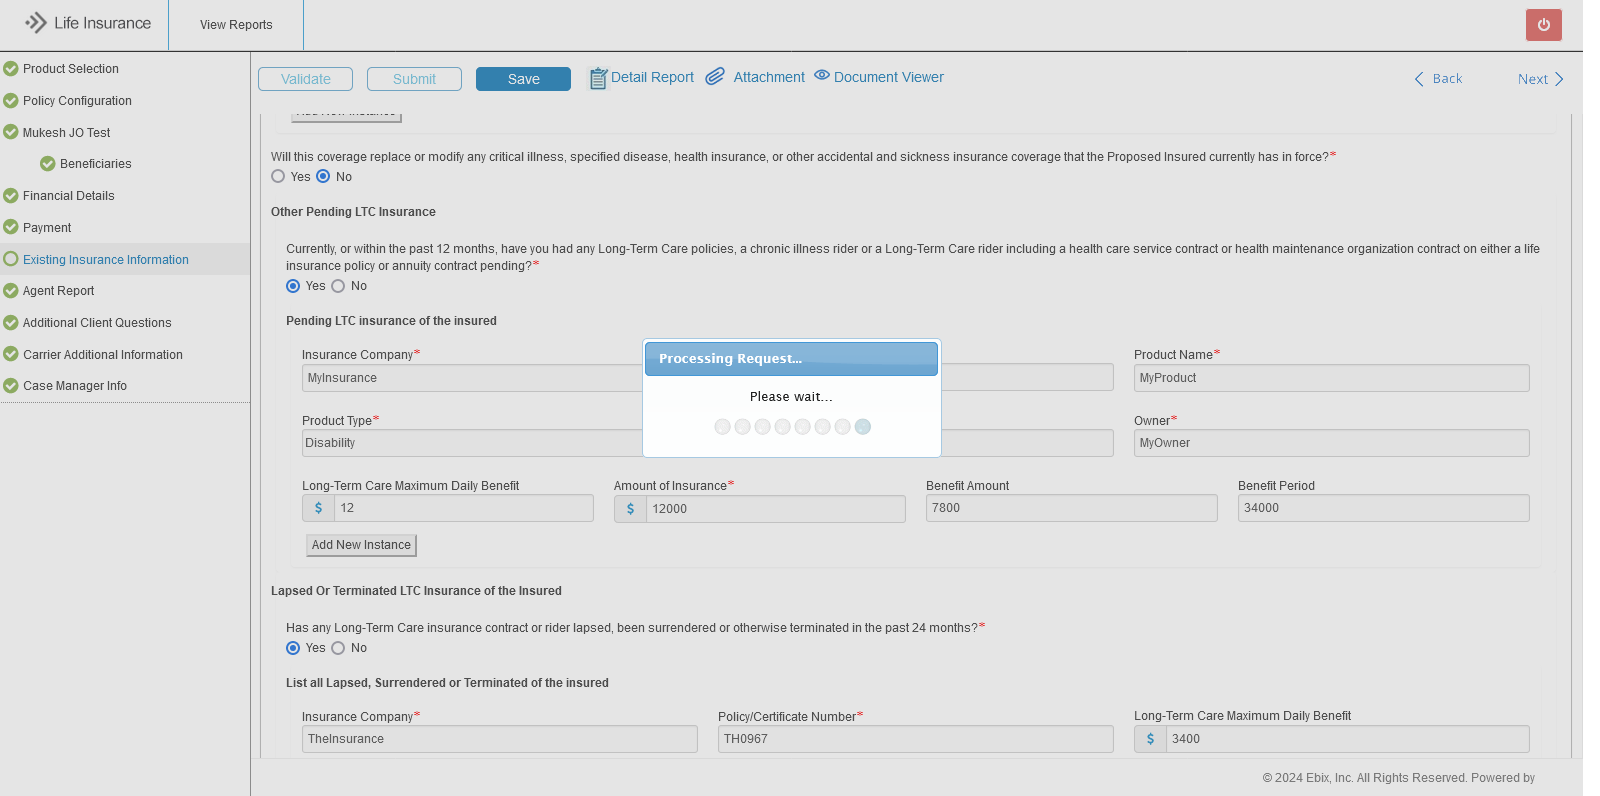 Life Insurance
View Reports
Product Selection
Policy Configuration
Mukesh JO Test
Beneficiaries
Financial Details
Payment
Existing Insurance Information
Agent Report
Additional Client Questions
Carrier Additional Information
Case Manager Info
Validate
Submit
Save
Detail Report
Attachment
Document Viewer
Back
Next
Add New Instance
Will this coverage replace or modify any critical illness, specified disease, health insurance, or other accidental and sickness insurance coverage that the Proposed Insured currently has in force?*
Yes No
Other Pending LTC Insurance
Currently, or within the past 12 months, have you had any Long-Term Care policies, a chronic illness rider or a Long-Term Care rider including a health care service contract or health maintenance organization contract on either a life
insurance policy or annuity contract pending?*
Yes No
Pending LTC insurance of the insured
Insurance Company*
MyInsurance
Product Name*
MyProduct
Processing Request...
Please wait...
Product Type*
Disability
Owner*
MyOwner
Long-Term Care Maximum Daily Benefit
$ 12
Amount of Insurance*
$ 12000
Benefit Amount
7800
Benefit Period
34000
Add New Instance
Lapsed Or Terminated LTC Insurance of the Insured
Has any Long-Term Care insurance contract or rider lapsed, been surrendered or otherwise terminated in the past 24 months?*
Yes No
List all Lapsed, Surrendered or Terminated of the insured
Insurance Company*
TheInsurance
Policy/Certificate Number*
TH0967
Long-Term Care Maximum Daily Benefit
$ 3400
© 2024 Ebix, Inc. All Rights Reserved. Powered by